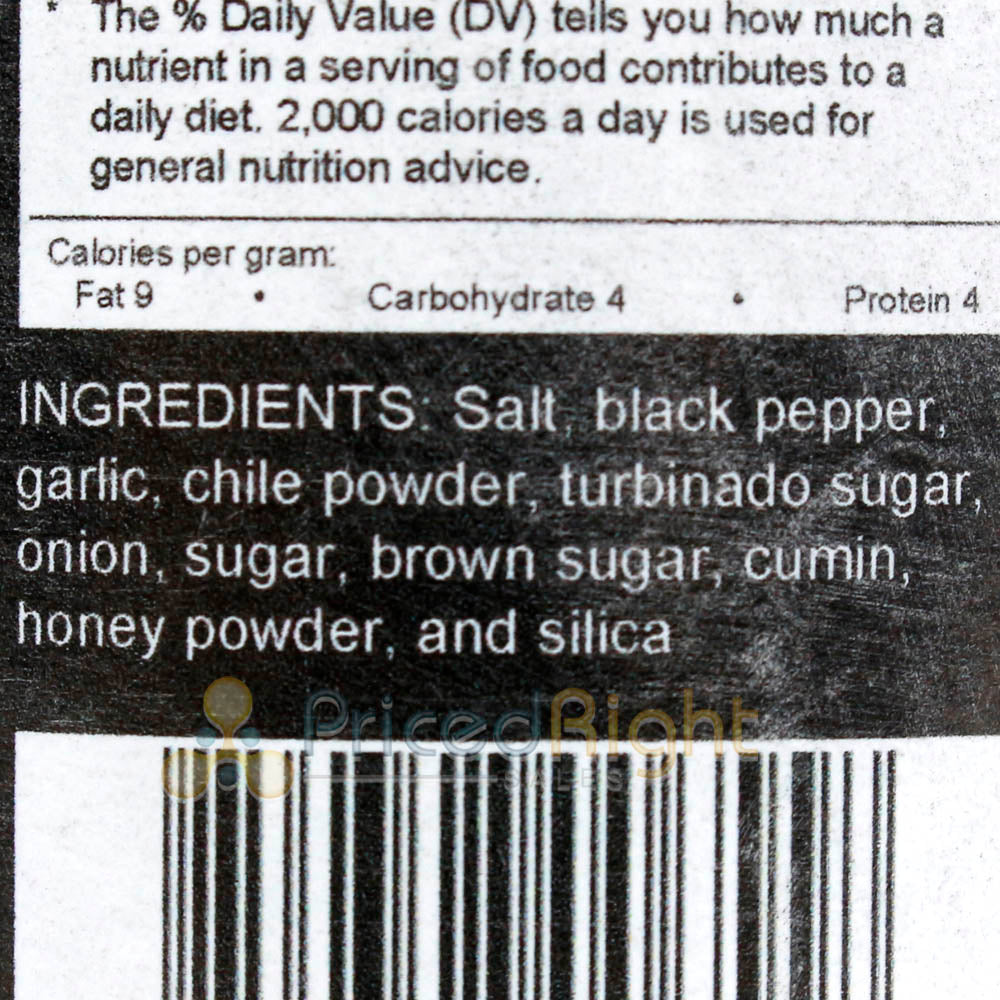 * The % Daily Value (DV) tells you how much a
nutrient in a serving of food contributes to a
daily diet. 2,000 calories a day is used for
general nutrition advice.
Calories per gram:
Fat 9 • Carbohydrate 4 • Protein 4
INGREDIENTS: Salt, black pepper,
garlic, chile powder, turbinado sugar,
onion, sugar, brown sugar, cumin,
honey powder, and silica
PricedRight
SALES